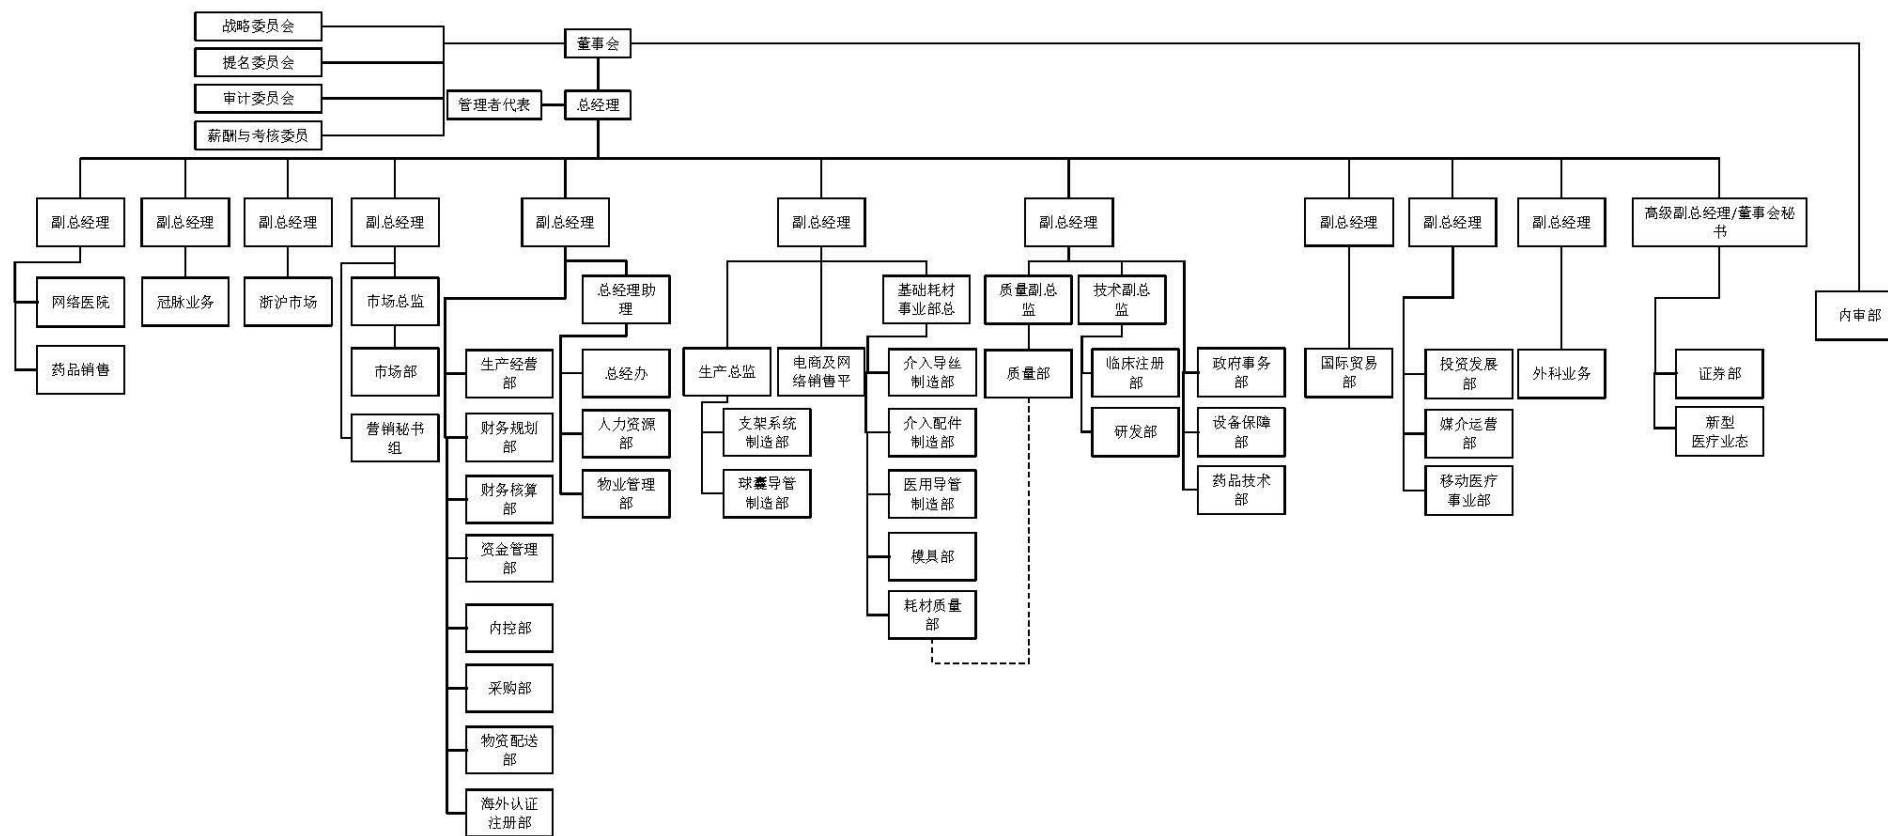 战略委员会
董事会
提名委员会
审计委员会
管理者代表
总经理
薪酬与考核委员
副总经理
副总经理
副总经理
副总经理
副总经理
副总经理
副总经理
副总经理
副总经理
副总经理
高级副总经理/董事会秘
书
网络医院
冠脉业务
浙沪市场
市场总监
总经理助
理
基础耗材
事业部总
质量副总
监
技术副总
监
内审部
药品销售
市场部
生产经营
部
总经办
生产总监
电商及网
络销售平
介入导丝
制造部
质量部
临床注册
部
政府事务
部
国际贸易
部
投资发展
部
外科业务
证券部
营销秘书
组
财务规划
部
人力资源
部
支架系统
制造部
介入配件
制造部
研发部
设备保障
部
媒介运营
部
新型
医疗业态
财务核算
部
物业管理
部
球囊导管
制造部
医用导管
制造部
药品技术
部
移动医疗
事业部
资金管理
部
模具部
内控部
耗材质量
部
采购部
物资配送
部
海外认证
注册部